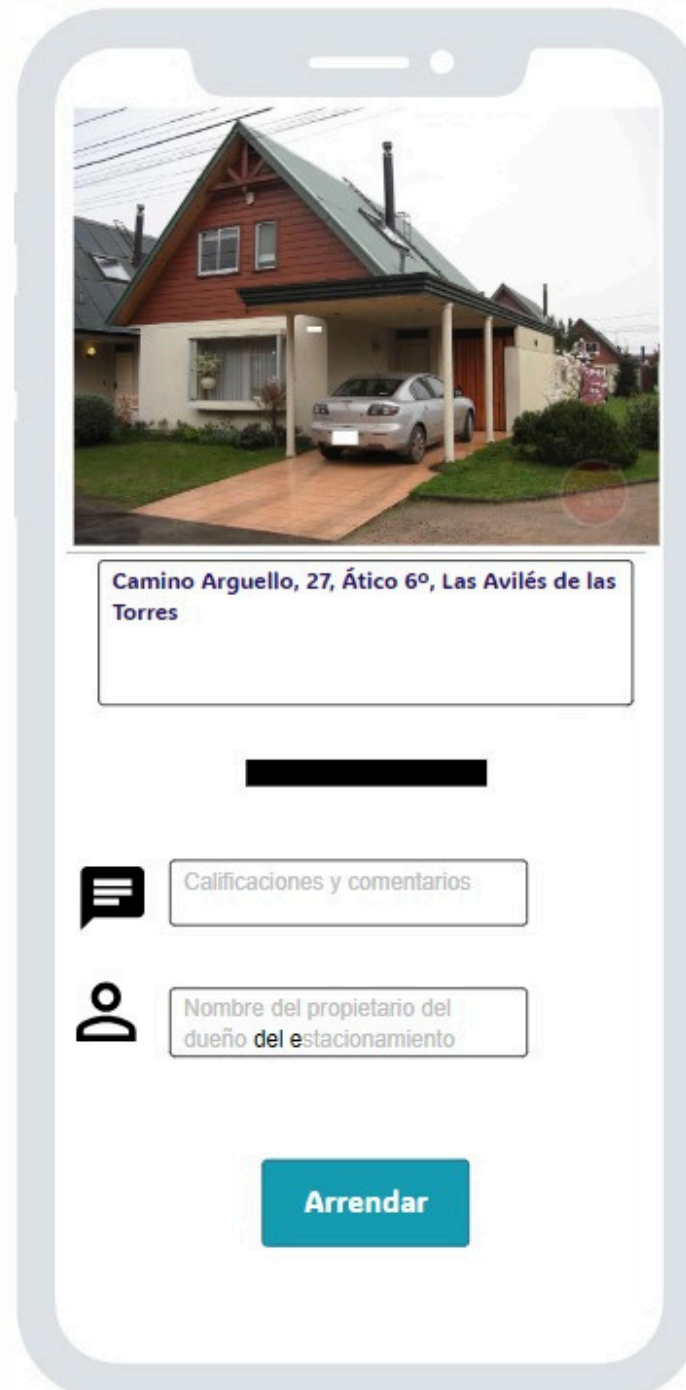 Camino Arguello, 27, Ático 6º, Las Avilés de las
Torres
Calificaciones y comentarios
Nombre del propietario del
dueño del estacionamiento
Arrendar